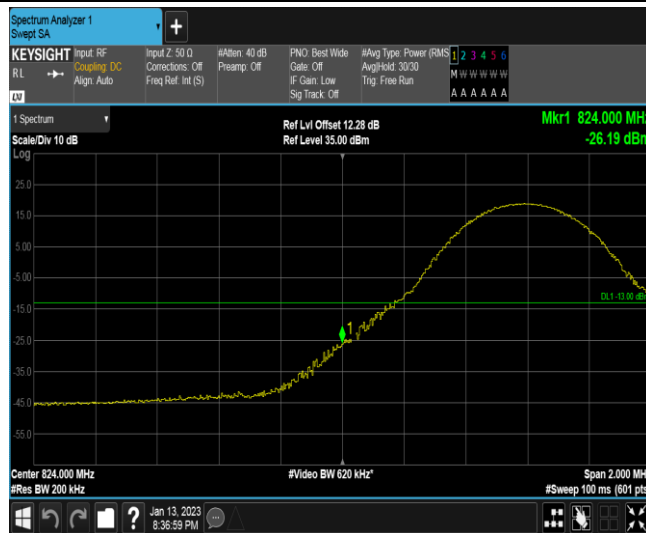 Spectrum Analyzer 1
Swept SA
+
KEYSIGHT
RL
Input: RF
Coupling: DC
Align: Auto
Input Z: 50 Ω
Corrections: Off
Freq Ref: Int (S)
#Atten: 40 dB
Preamp: Off
PNO: Best Wide
Gate: Off
IF Gain: Low
Sig Track: Off
#Avg Type: Power (RMS
Avg|Hold: 30/30
Trig: Free Run
1 2 3 4 5 6
M W W W W W
A A A A A A
1 Spectrum
Scale/Div 10 dB
Ref Lvl Offset 12.28 dB
Ref Level 35.00 dBm
Mkr1 824.000 MHz
-26.19 dBm
Log
25.0
15.0
5.00
-5.00
DL1 -13.00 dBm
-15.0
1
-25.0
-35.0
-45.0
-55.0
Center 824.000 MHz
#Video BW 620 kHz*
Span 2.000 MHz
#Res BW 200 kHz
#Sweep 100 ms (601 pts)
?
Jan 13, 2023
8:36:59 PM